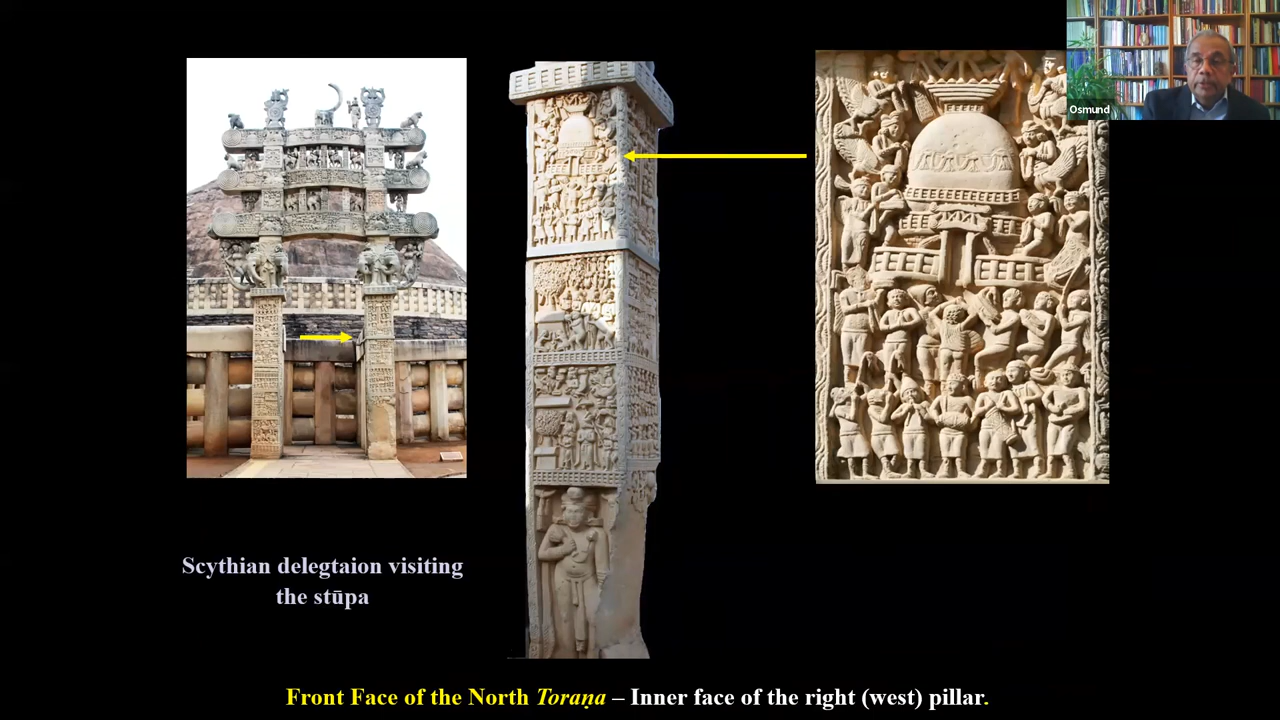 Osmund
Scythian delegtaion visiting
the stūpa
Front Face of the North Toraṇa – Inner face of the right (west) pillar.